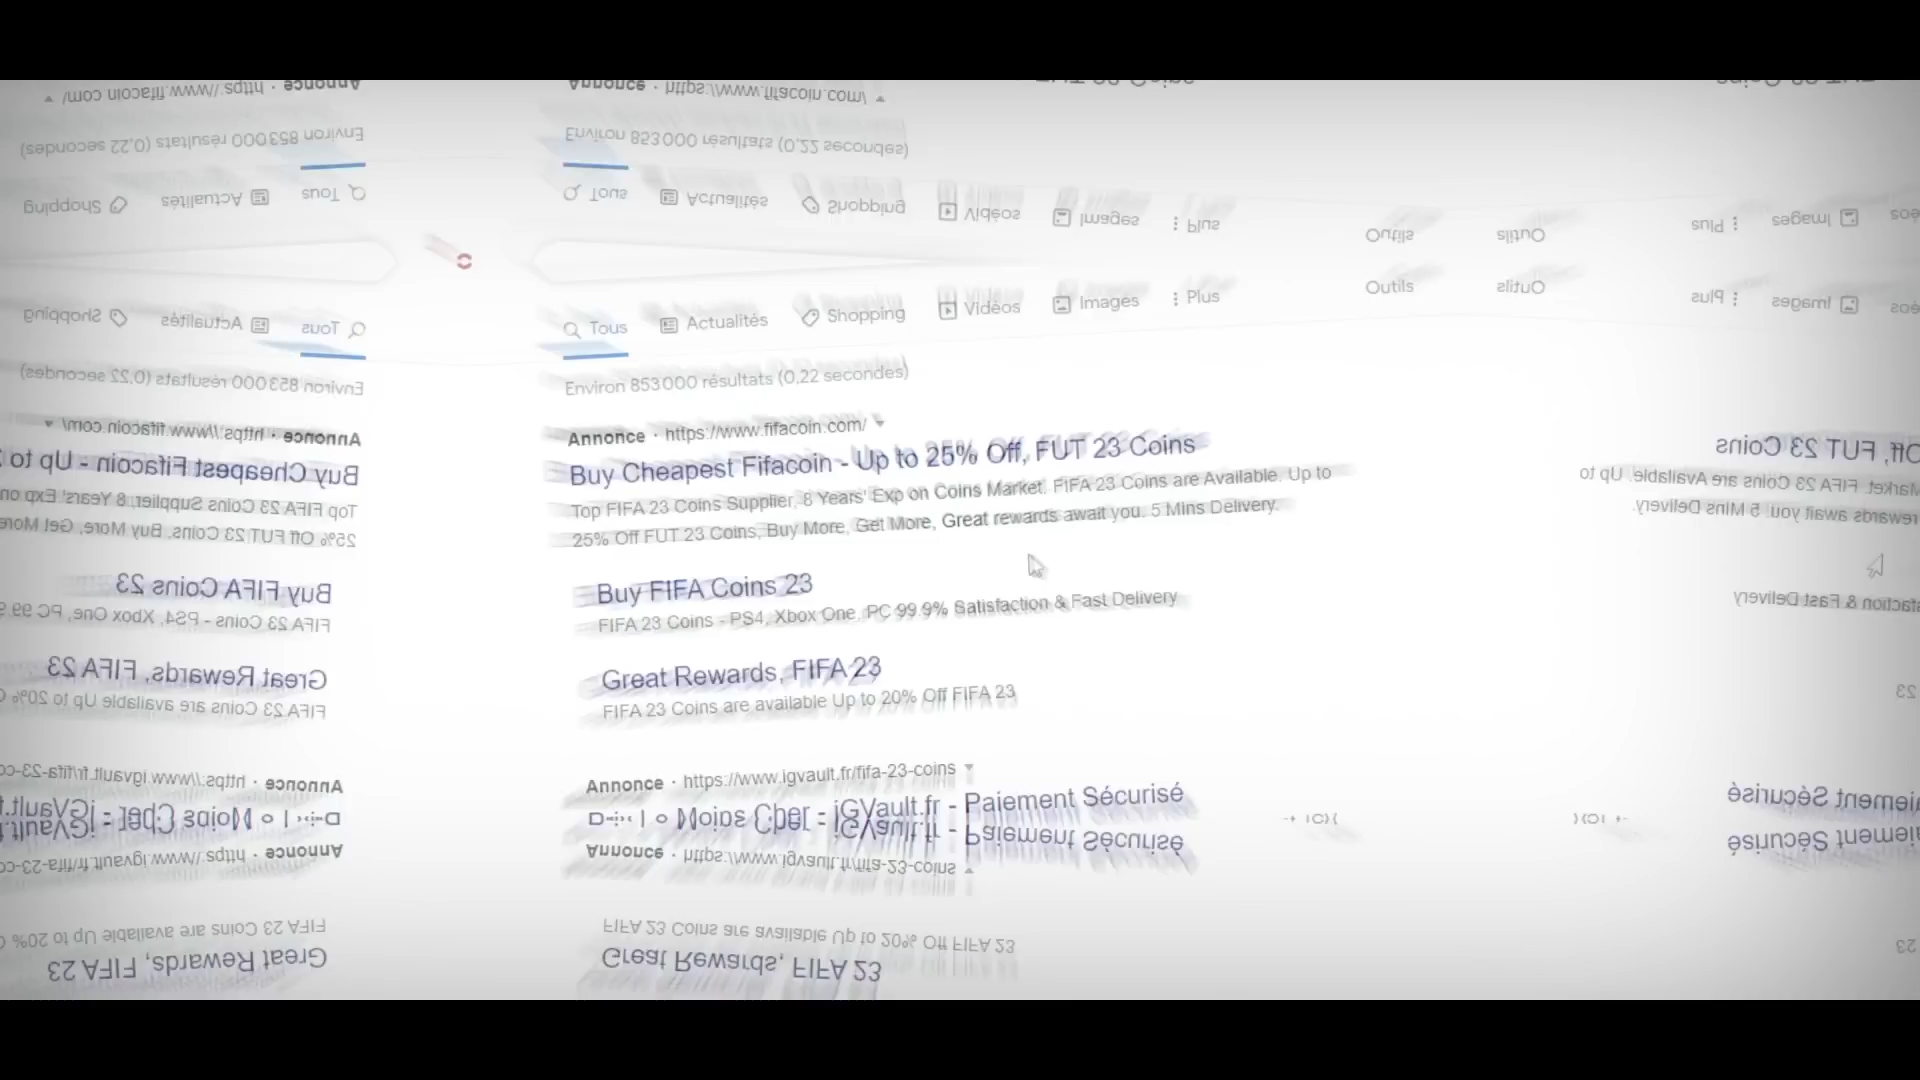 Tous Actualités Shopping Vidéos Images Plus Outils
Environ 853 000 résultats (0,22 secondes)
Annonce · https://www.fifacoin.com/
Buy Cheapest Fifacoin - Up to 25% Off, FUT 23 Coins
Top FIFA 23 Coins Supplier, 8 Years' Exp on Coins Market. FIFA 23 Coins are Available. Up to
25% Off FUT 23 Coins, Buy More, Get More, Great rewards await you. 5 Mins Delivery.
Buy FIFA Coins 23
FIFA 23 Coins - PS4, Xbox One, PC 99.9% Satisfaction & Fast Delivery
Great Rewards, FIFA 23
FIFA 23 Coins are available Up to 20% Off FIFA 23
Annonce · https://www.igvault.fr/fifa-23-coins
Moins Cher - iGVault.fr - Paiement Sécurisé